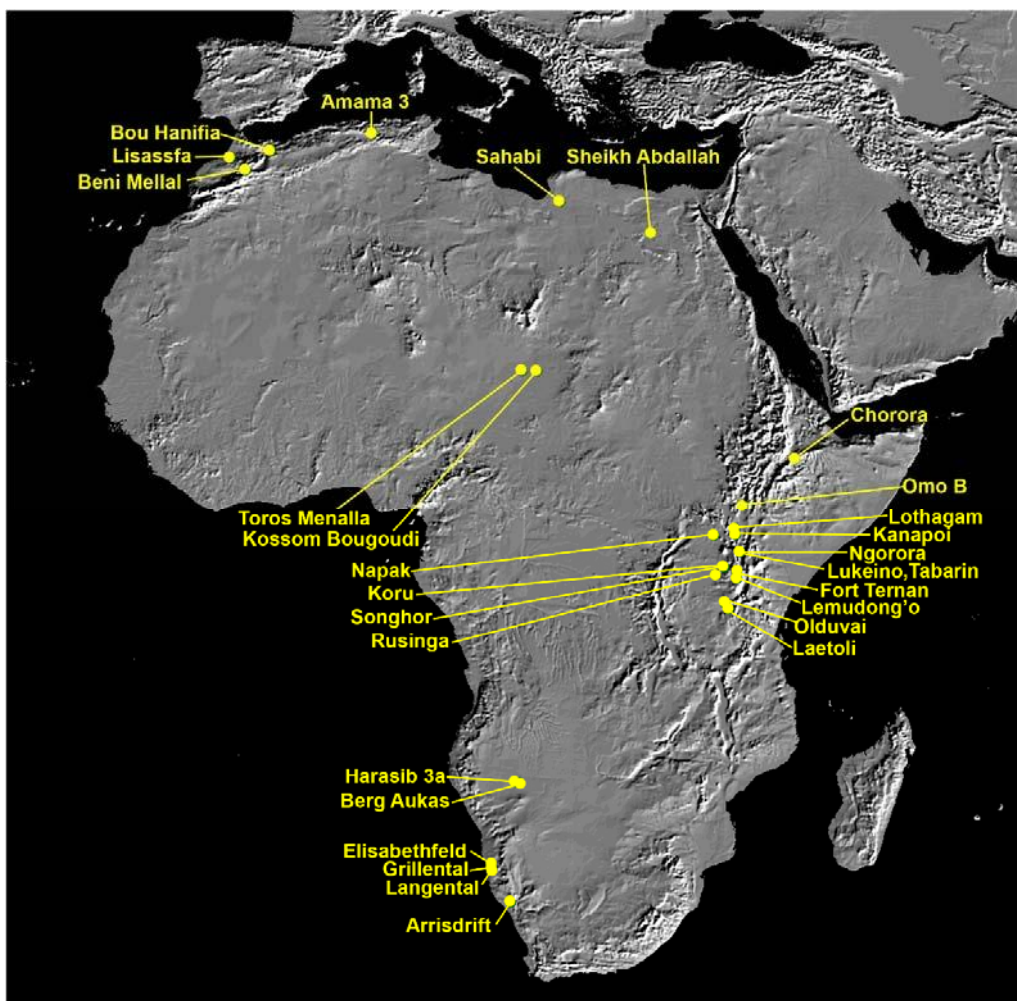 Amama 3
Bou Hanifia
Lisassfa
Beni Mellal
Sahabi
Sheikh Abdallah
Chorora
Omo B
Toros Menalla
Kossom Bougoudi
Lothagam
Kanapoi
Ngorora
Lukeino,Tabarin
Fort Ternan
Lemudong’o
Olduvai
Laetoli
Napak
Koru
Songhor
Rusinga
Harasib 3a
Berg Aukas
Elisabethfeld
Grillental
Langental
Arrisdrift